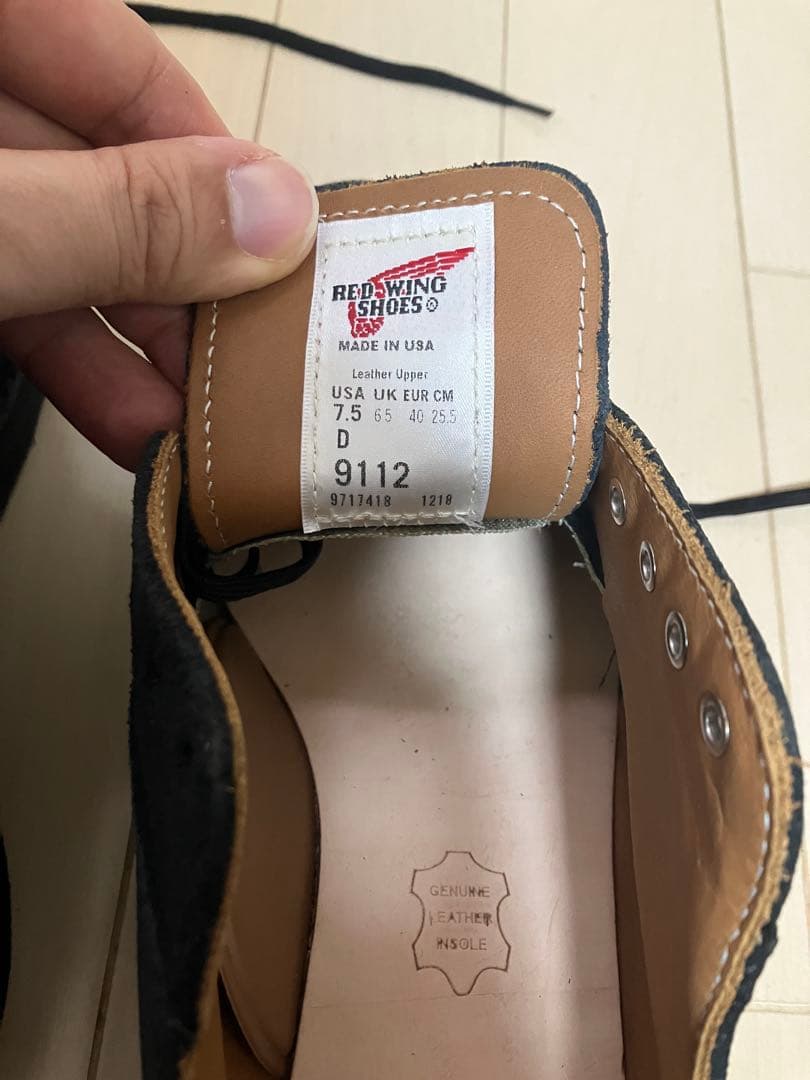 RED WING
SHOES®
MADE IN USA
Leather Upper
USA UK EUR CM
7.5 6.5 40 25.5
D
9112
9717418 1218
GENUINE
LEATHER
INSOLE